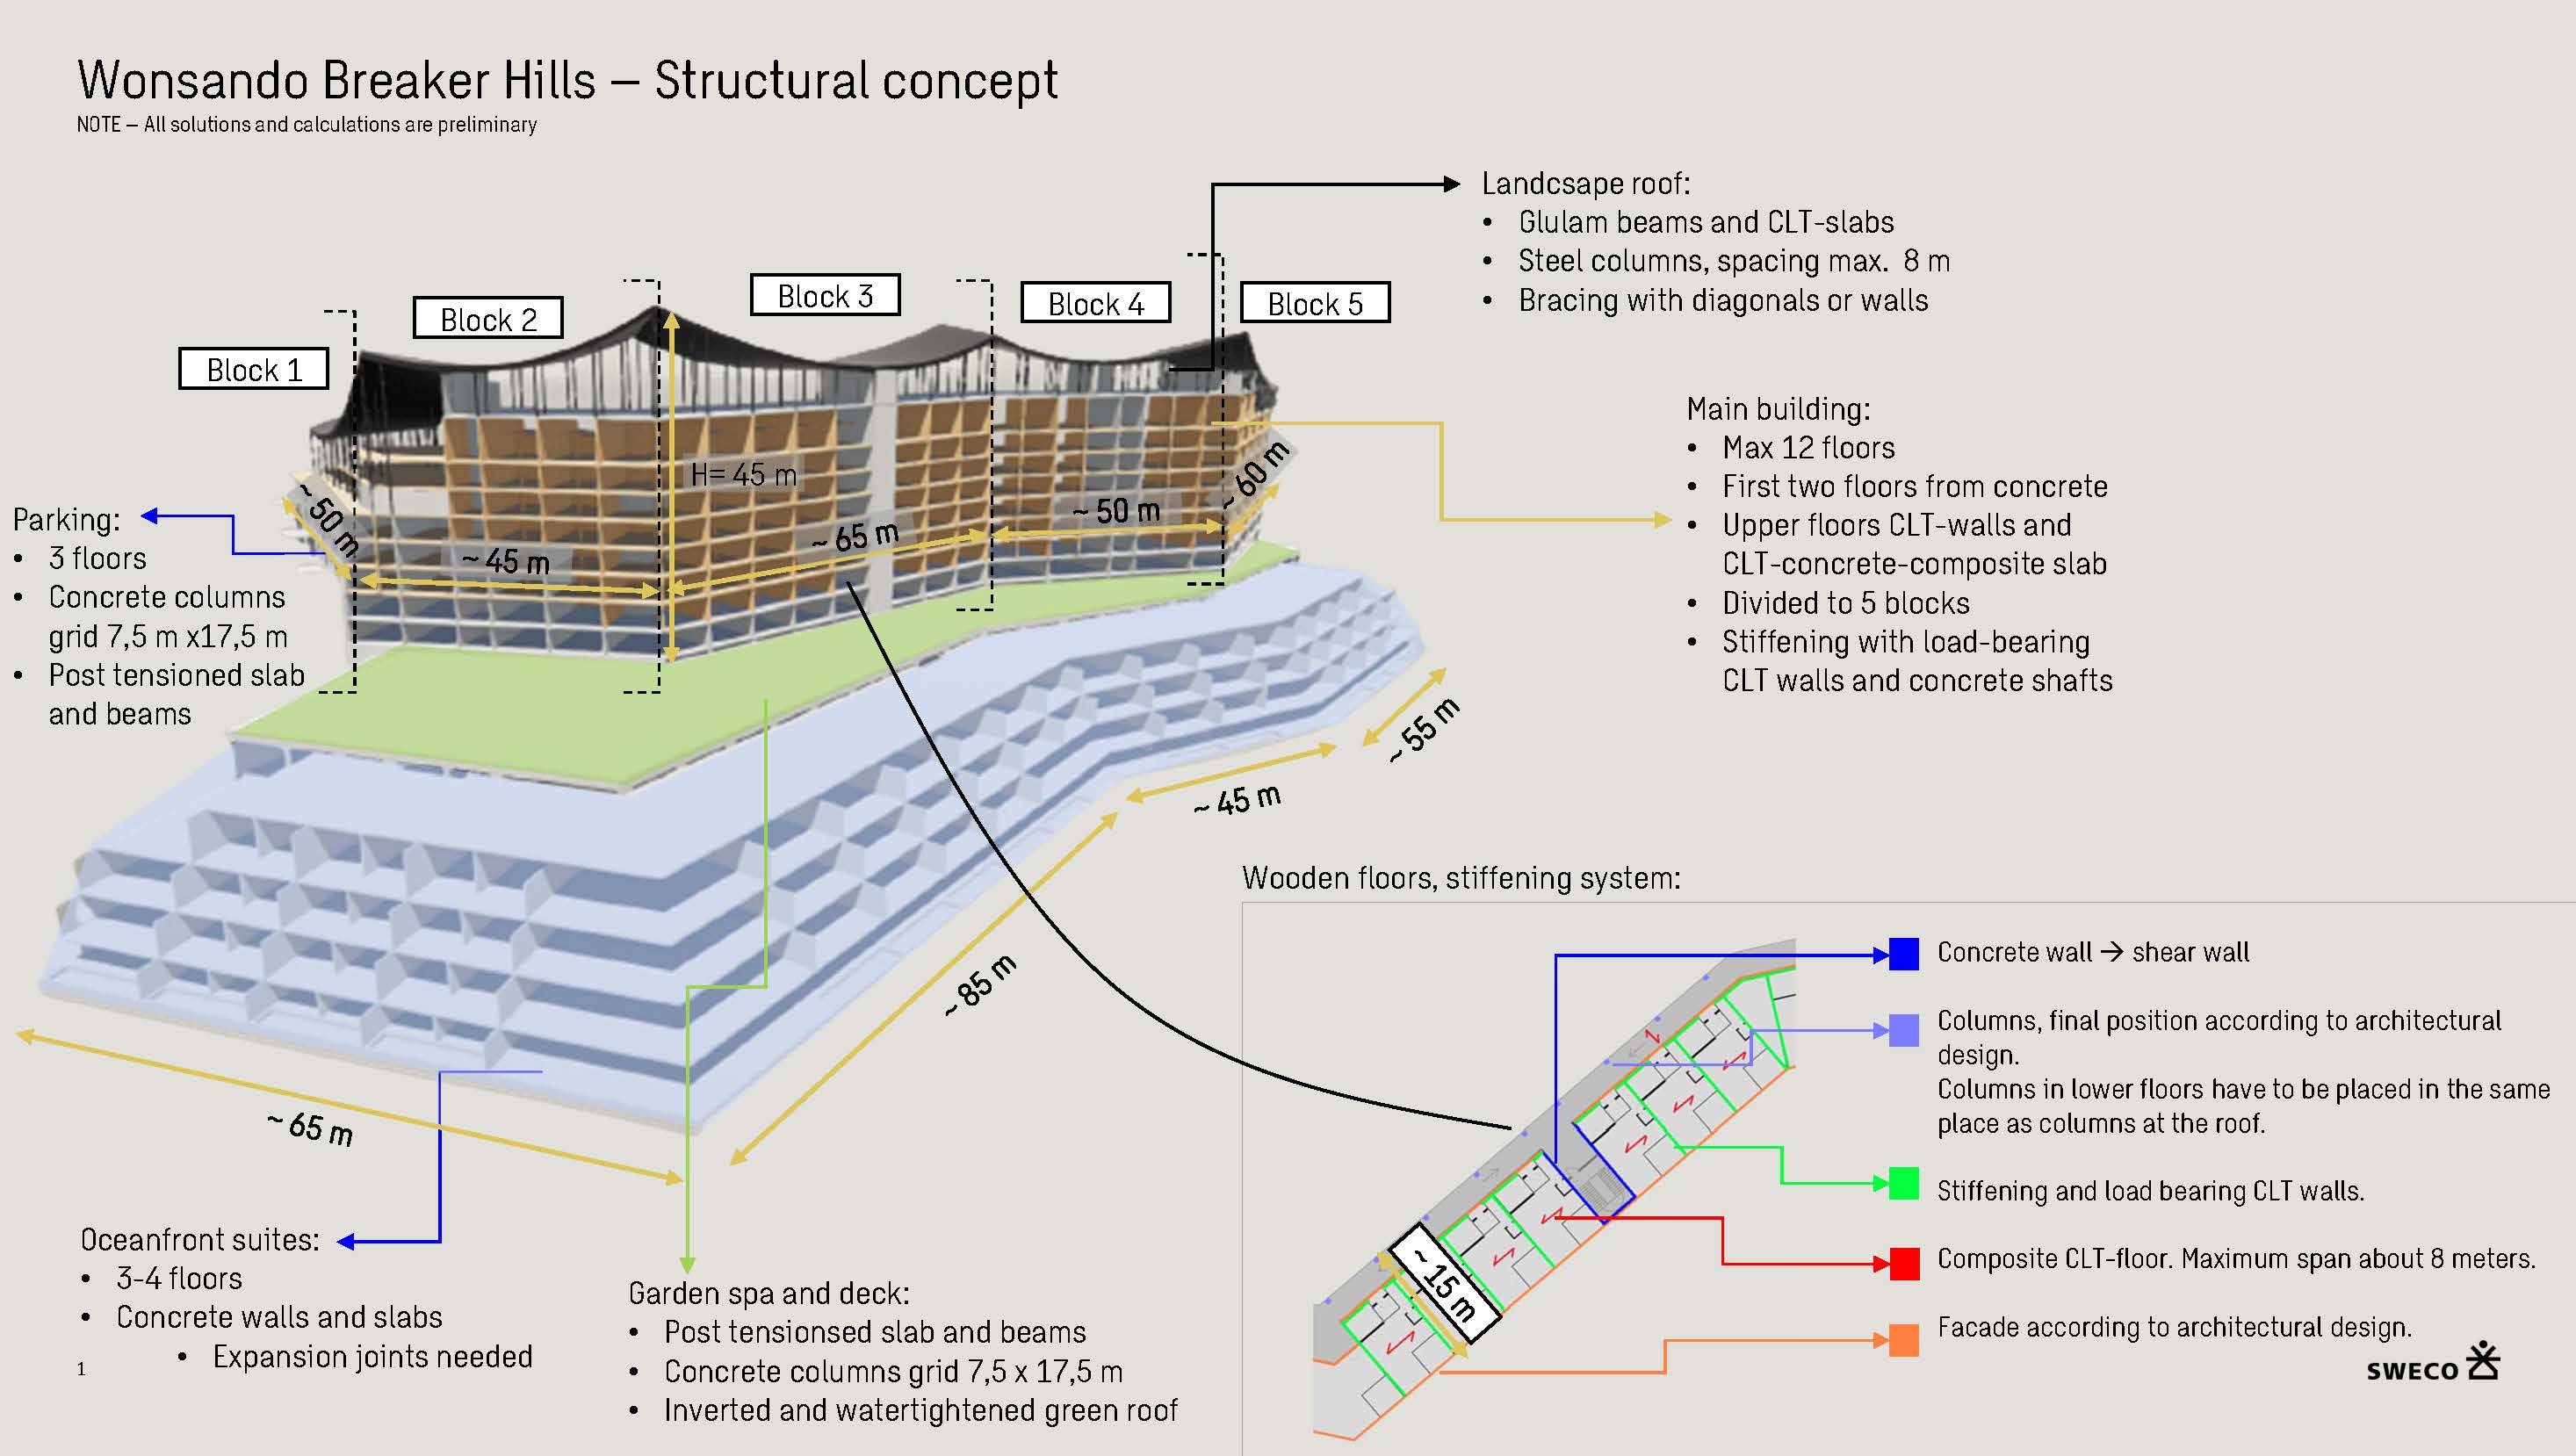 Wonsando Breaker Hills – Structural concept
NOTE – All solutions and calculations are preliminary
Landcsape roof:
• Glulam beams and CLT-slabs
• Steel columns, spacing max. 8 m
• Bracing with diagonals or walls
Block 1
Block 2
Block 3
Block 4
Block 5
Main building:
• Max 12 floors
• First two floors from concrete
• Upper floors CLT-walls and
CLT-concrete-composite slab
• Divided to 5 blocks
• Stiffening with load-bearing
CLT walls and concrete shafts
H= 45 m
~ 50 m
~ 45 m
~ 65 m
~ 50 m
~ 60 m
Parking:
• 3 floors
• Concrete columns
grid 7,5 m x17,5 m
• Post tensioned slab
and beams
~ 55 m
~ 45 m
~ 85 m
~ 65 m
Oceanfront suites:
• 3-4 floors
• Concrete walls and slabs
• Expansion joints needed
Garden spa and deck:
• Post tensionsed slab and beams
• Concrete columns grid 7,5 x 17,5 m
• Inverted and watertightened green roof
Wooden floors, stiffening system:
~ 15 m
Concrete wall → shear wall
Columns, final position according to architectural
design.
Columns in lower floors have to be placed in the same
place as columns at the roof.
Stiffening and load bearing CLT walls.
Composite CLT-floor. Maximum span about 8 meters.
Facade according to architectural design.
1
SWECO